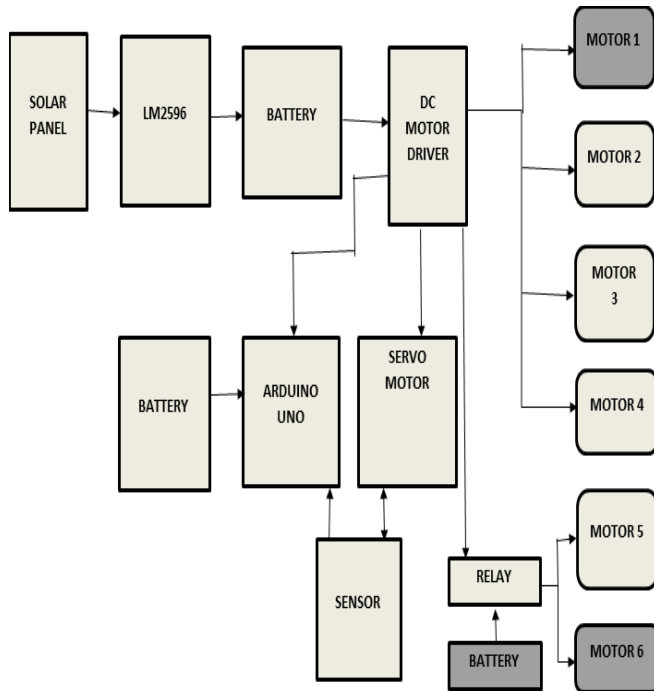 SOLAR
PANEL
LM2596
BATTERY
DC
MOTOR
DRIVER
MOTOR 1
MOTOR 2
MOTOR
3
MOTOR 4
BATTERY
ARDUINO
UNO
SERVO
MOTOR
SENSOR
RELAY
BATTERY
MOTOR 5
MOTOR 6